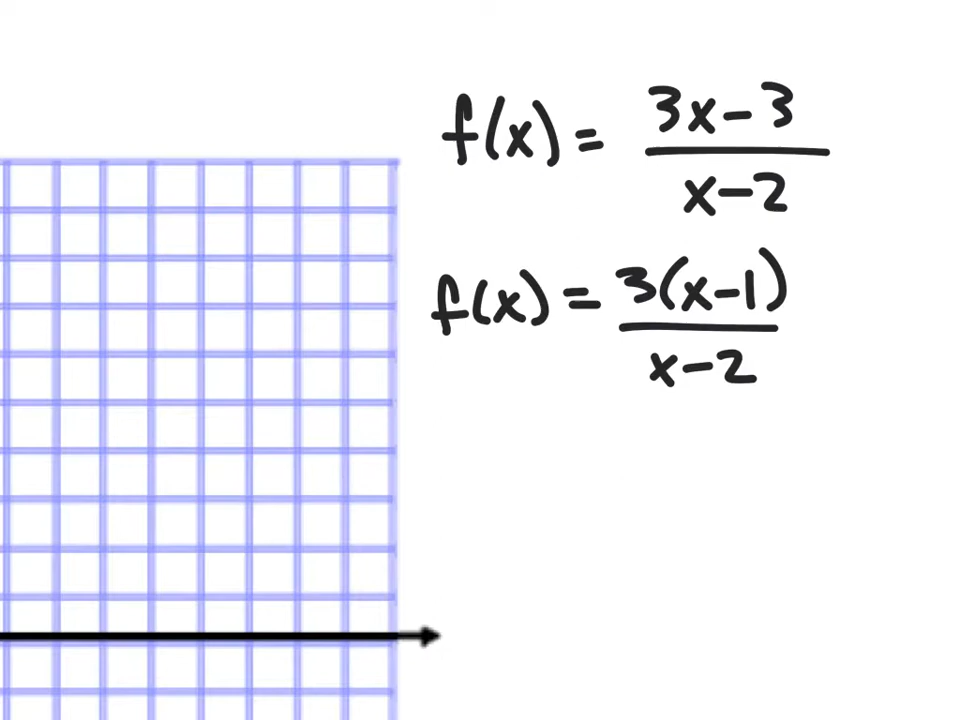 f(x) = (3x-3)/(x-2)
f(x) = 3(x-1)/(x-2)